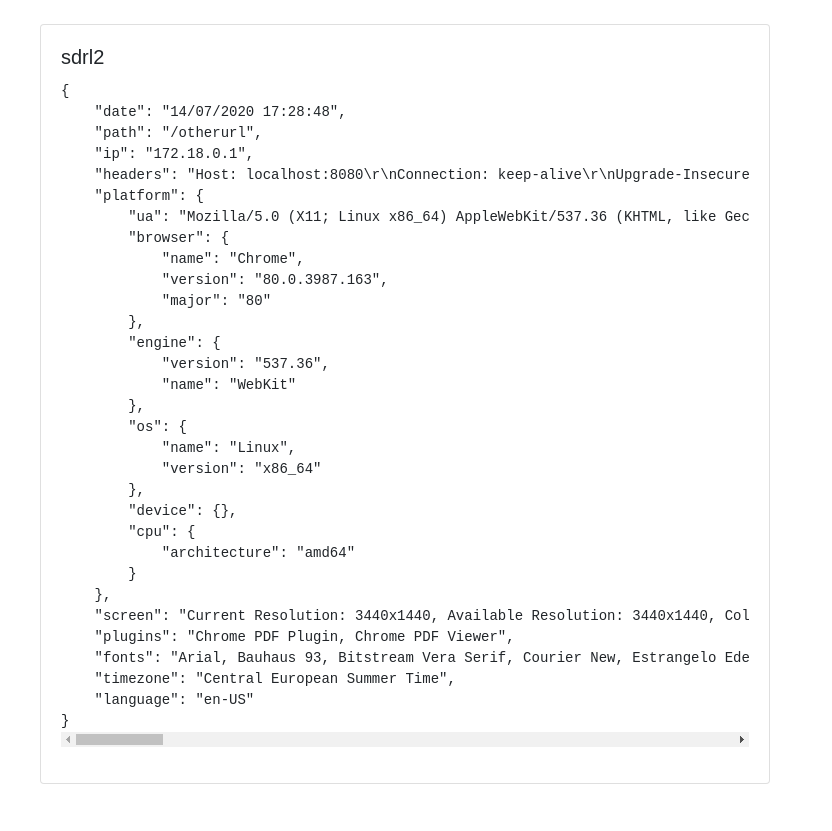 sdrl2
{
    "date": "14/07/2020 17:28:48",
    "path": "/otherurl",
    "ip": "172.18.0.1",
    "headers": "Host: localhost:8080\r\nConnection: keep-alive\r\nUpgrade-Insecure
    "platform": {
        "ua": "Mozilla/5.0 (X11; Linux x86_64) AppleWebKit/537.36 (KHTML, like Gec
        "browser": {
            "name": "Chrome",
            "version": "80.0.3987.163",
            "major": "80"
        },
        "engine": {
            "version": "537.36",
            "name": "WebKit"
        },
        "os": {
            "name": "Linux",
            "version": "x86_64"
        },
        "device": {},
        "cpu": {
            "architecture": "amd64"
        }
    },
    "screen": "Current Resolution: 3440x1440, Available Resolution: 3440x1440, Col
    "plugins": "Chrome PDF Plugin, Chrome PDF Viewer",
    "fonts": "Arial, Bauhaus 93, Bitstream Vera Serif, Courier New, Estrangelo Ede
    "timezone": "Central European Summer Time",
    "language": "en-US"
}